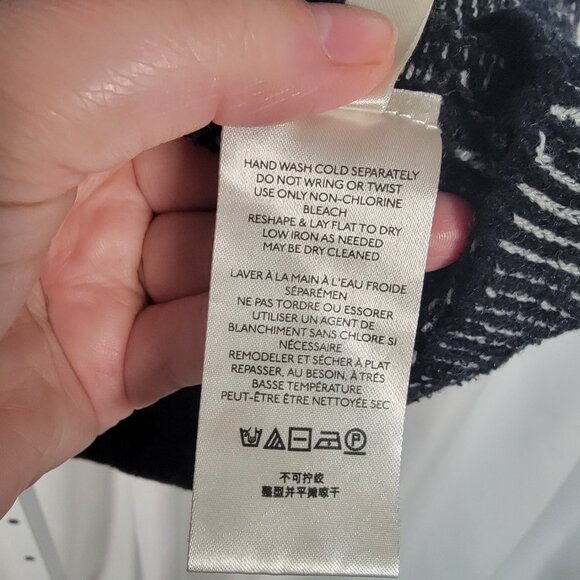 HAND WASH COLD SEPARATELY
DO NOT WRING OR TWIST
USE ONLY NON-CHLORINE
BLEACH
RESHAPE & LAY FLAT TO DRY
LOW IRON AS NEEDED
MAY BE DRY CLEANED
LAVER À LA MAIN À L'EAU FROIDE
SÉPARÉMEN
NE PAS TORDRE OU ESSORER
UTILISER UN AGENT DE
BLANCHIMENT SANS CHLORE SI
NÉCESSAIRE
REMODELER ET SÉCHER À PLAT
REPASSER, AU BESOIN, À TRÉS
BASSE TEMPÉRATURE
PEUT-ÊTRE ÊTRE NETTOYÉE SEC
P
不可拧绞
整型并平摊晾干